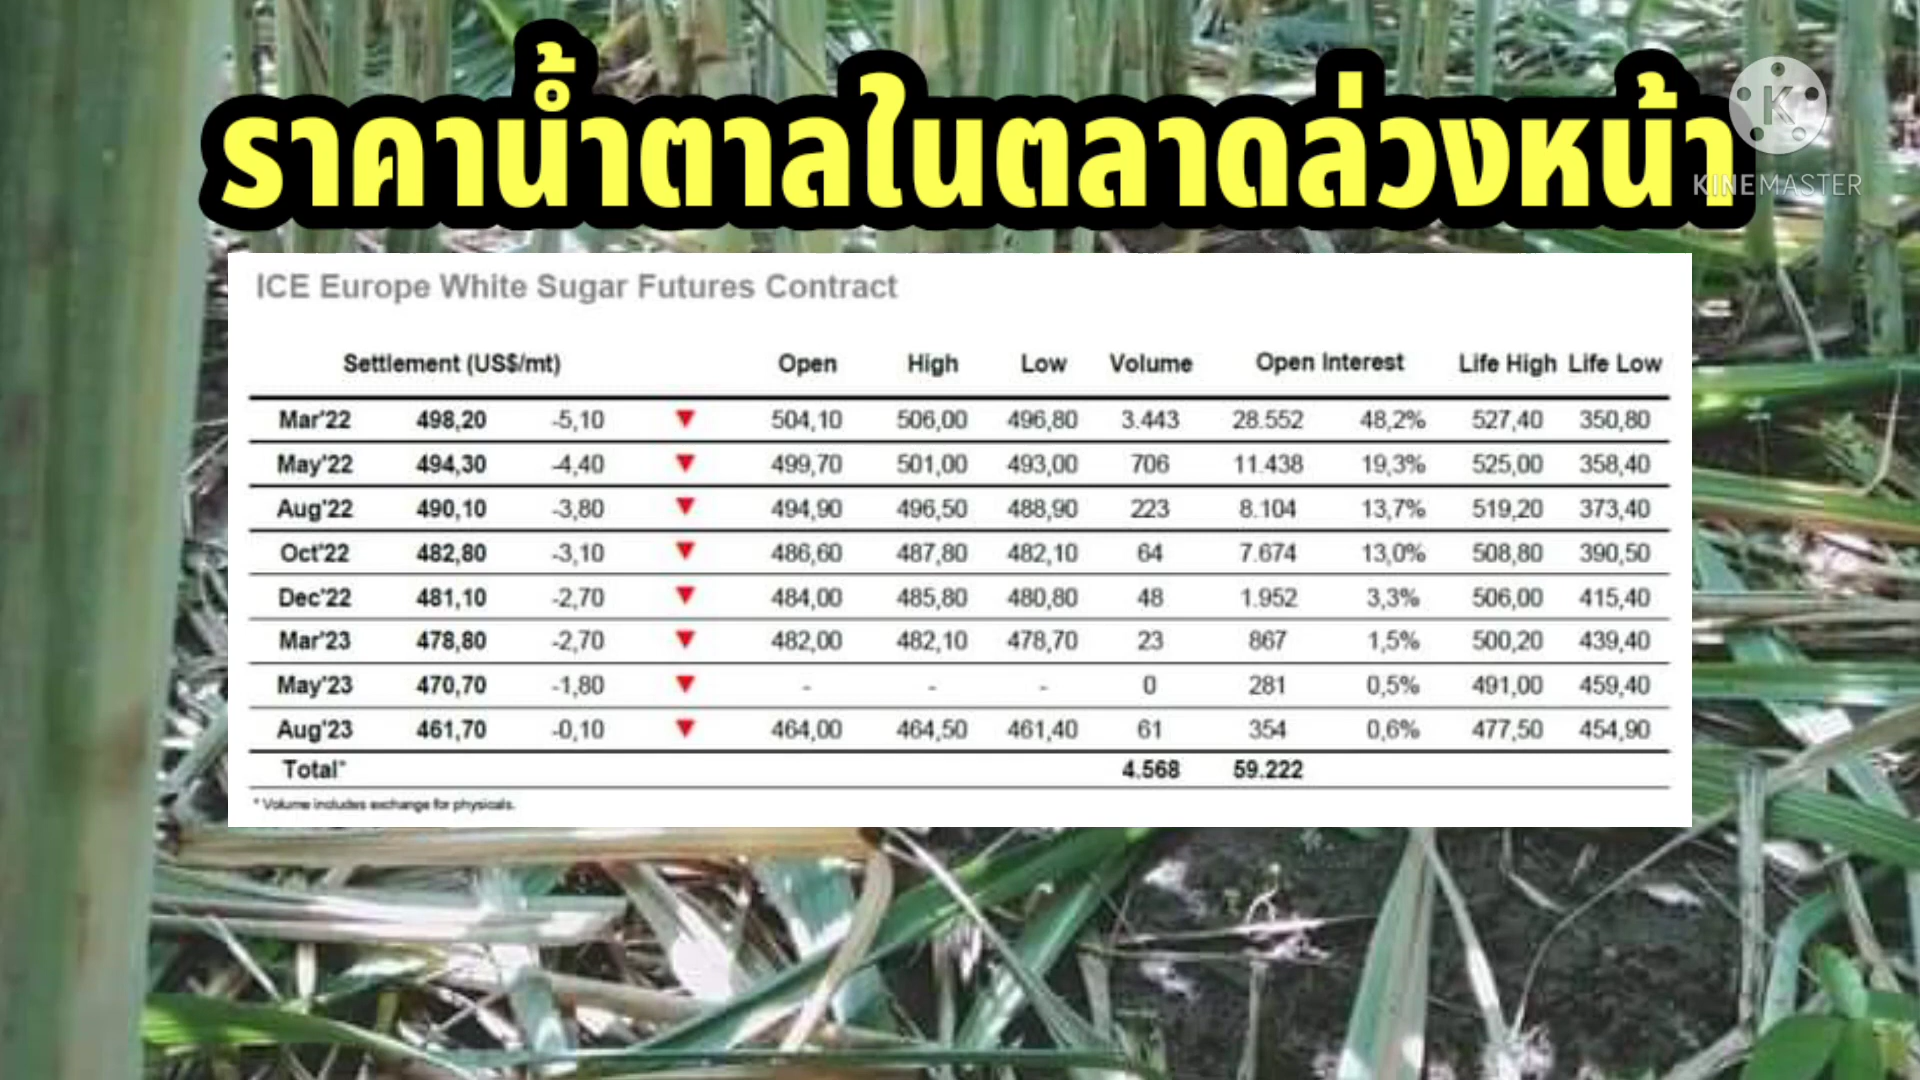 ราคาน้ำตาลในตลาดล่วงหน้า
K
KINEMASTER
ICE Europe White Sugar Futures Contract
Settlement (US$/mt) Open High Low Volume Open Interest Life High Life Low
Mar'22 498,20 -5,10 ▼ 504,10 506,00 496,80 3.443 28.552 48,2% 527,40 350,80
May'22 494,30 -4,40 ▼ 499,70 501,00 493,00 706 11.438 19,3% 525,00 358,40
Aug'22 490,10 -3,80 ▼ 494,90 496,50 488,90 223 8.104 13,7% 519,20 373,40
Oct'22 482,80 -3,10 ▼ 486,60 487,80 482,10 64 7.674 13,0% 508,80 390,50
Dec'22 481,10 -2,70 ▼ 484,00 485,80 480,80 48 1.952 3,3% 506,00 415,40
Mar'23 478,80 -2,70 ▼ 482,00 482,10 478,70 23 867 1,5% 500,20 439,40
May'23 470,70 -1,80 ▼ - - - 0 281 0,5% 491,00 459,40
Aug'23 461,70 -0,10 ▼ 464,00 464,50 461,40 61 354 0,6% 477,50 454,90
Total* 4.568 59.222
* Volume includes exchange for physicals.